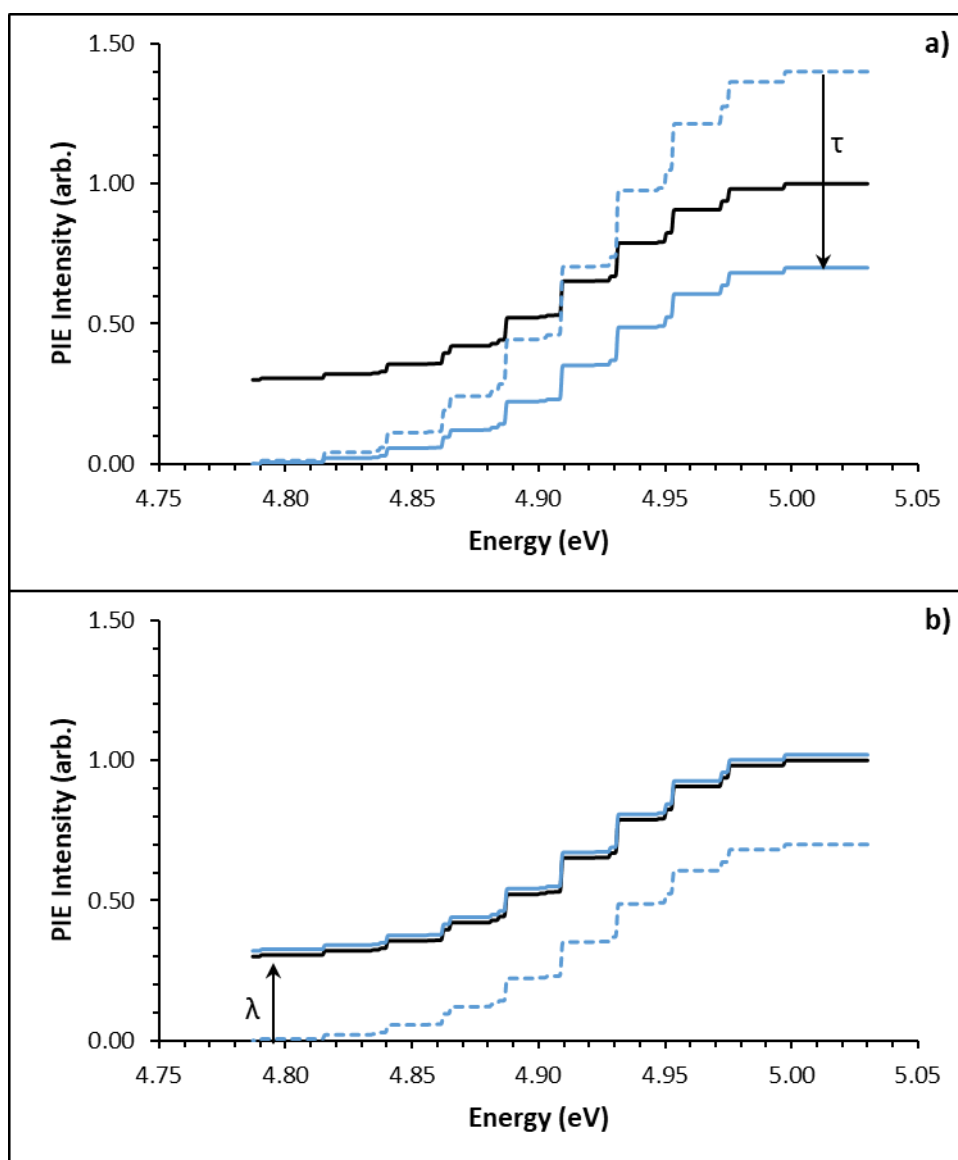 a)
1.50
1.00
0.50
0.00
PIE Intensity (arb.)
τ
4.75 4.80 4.85 4.90 4.95 5.00 5.05
Energy (eV)
b)
1.50
1.00
0.50
0.00
PIE Intensity (arb.)
λ
4.75 4.80 4.85 4.90 4.95 5.00 5.05
Energy (eV)